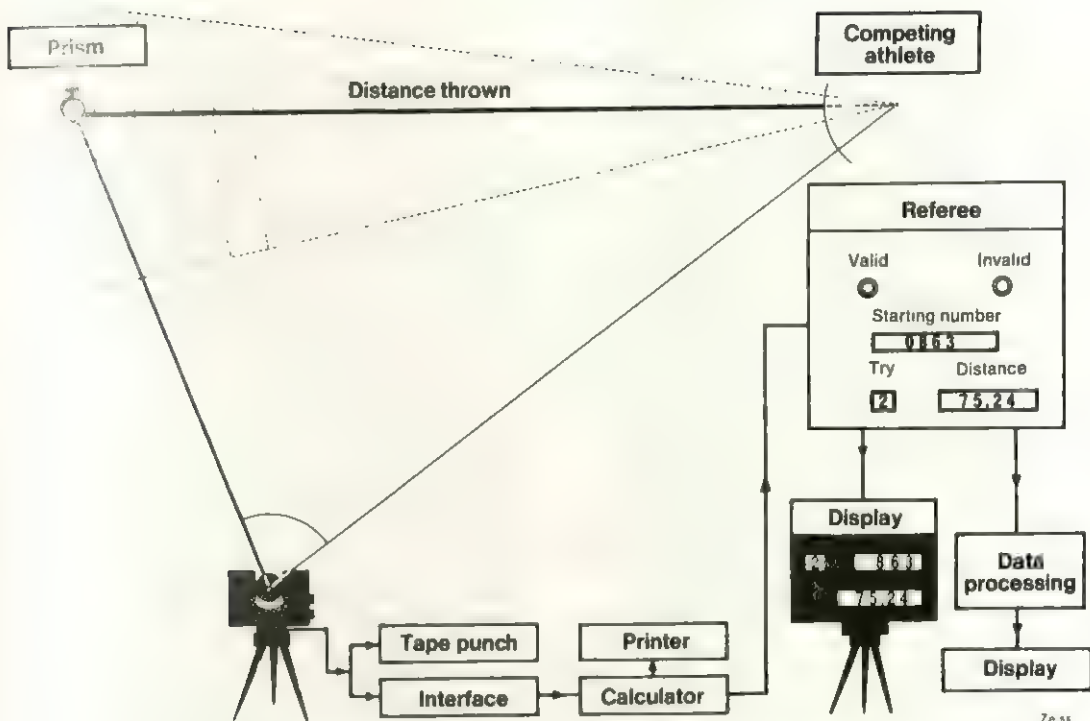 Prism
Competing
athlete
Distance thrown
Referee
Valid
Invalid
Starting number
0863
Try
Distance
2
75,24
Display
863
75,24
Data
processing
Display
Tape punch
Printer
Interface
Calculator